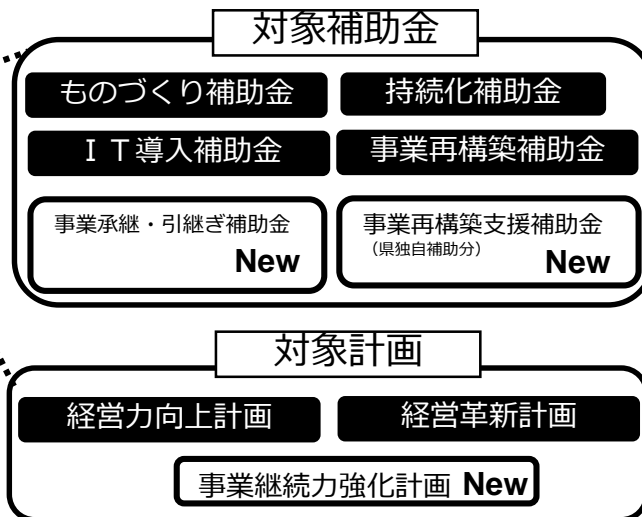 対象補助金
ものづくり補助金 持続化補助金
ＩＴ導入補助金 事業再構築補助金
事業承継・引継ぎ補助金 事業再構築支援補助金
（県独自補助分）
New New
対象計画
経営力向上計画 経営革新計画
事業継続力強化計画 New